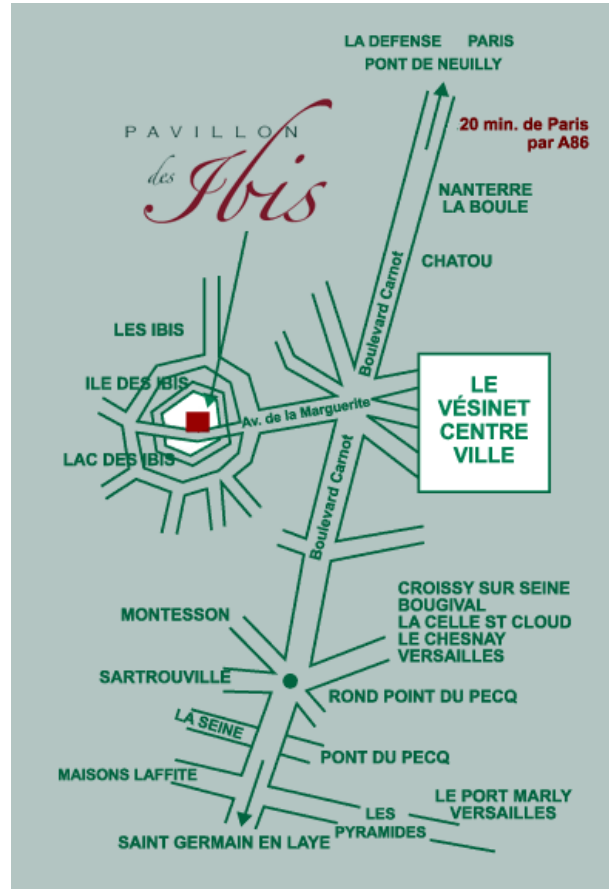 LA DEFENSE PARIS
PONT DE NEUILLY
20 min. de Paris
par A86
PAVILLON
des Ibis
NANTERRE
LA BOULE
CHATOU
Boulevard Carnot
LES IBIS
ILE DES IBIS
Av. de la Marguerite
LE
VÉSINET
CENTRE
VILLE
LAC DES IBIS
Boulevard Carnot
CROISSY SUR SEINE
BOUGIVAL
LA CELLE ST CLOUD
LE CHESNAY
VERSAILLES
MONTESSON
SARTROUVILLE
ROND POINT DU PECQ
LA SEINE
PONT DU PECQ
MAISONS LAFFITE
LE PORT MARLY
VERSAILLES
LES
PYRAMIDES
SAINT GERMAIN EN LAYE